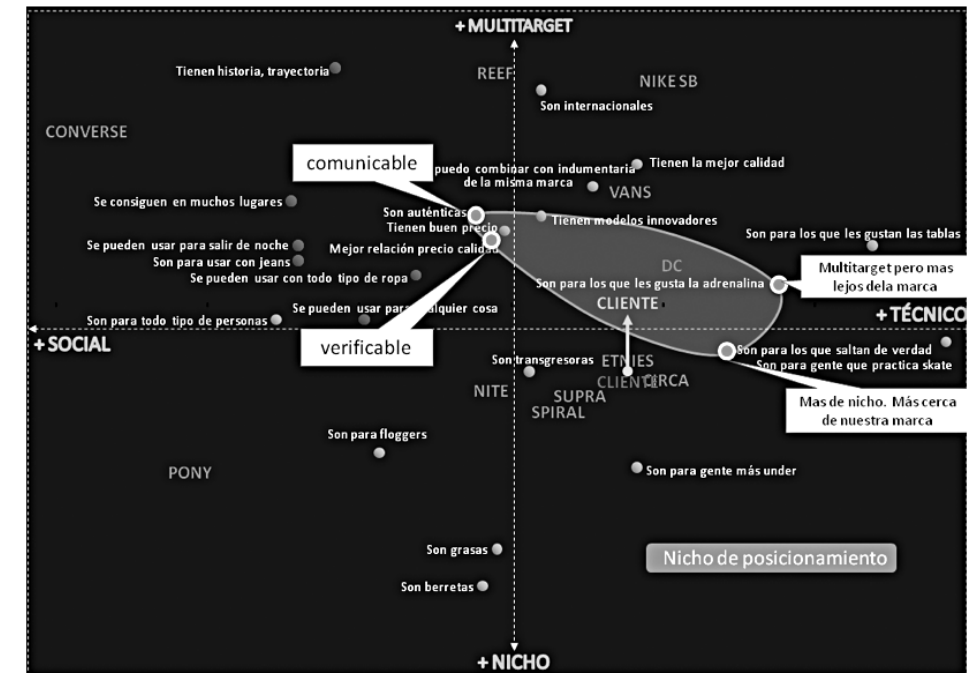 + MULTITARGET
Tienen historia, trayectoria
REEF
NIKE SB
Son internacionales
CONVERSE
comunicable
puedo combinar con indumentaria
de la misma marca
Tienen la mejor calidad
VANS
Se consiguen en muchos lugares
Son auténticas
Tienen modelos innovadores
Tienen buen precio
Son para los que les gustan las tablas
Se pueden usar para salir de noche
Mejor relación precio calidad
Son para usar con jeans
DC
Multitarget pero mas
lejos dela marca
Se pueden usar con todo tipo de ropa
Son para los que les gusta la adrenalina
CLIENTE
Se pueden usar para cualquier cosa
Son para todo tipo de personas
+ TÉCNICO
+ SOCIAL
verificable
Son para los que saltan de verdad
Son transgresoras
ETNIES
Son para gente que practica skate
CLIENTE
CIRCA
NITE
SUPRA
SPIRAL
Mas de nicho. Más cerca
de nuestra marca
Son para floggers
PONY
Son para gente más under
Son grasas
Nicho de posicionamiento
Son berretas
+ NICHO